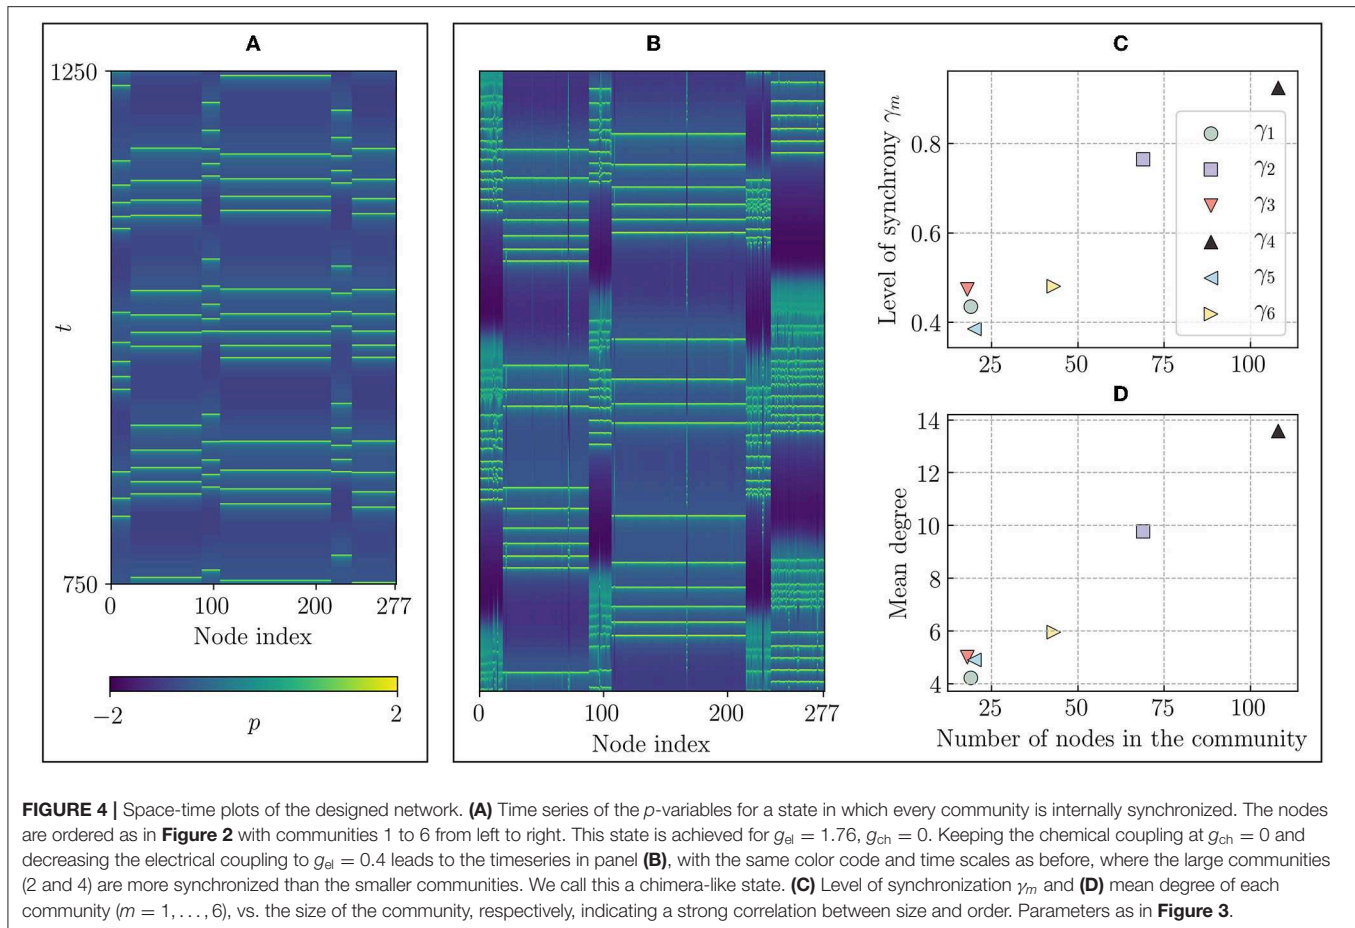 A
1250
t
750
0 100 200 277
Node index
−2 2
p
B
0 100 200 277
Node index
C
Level of synchrony γm
0.8
0.6
0.4
25 50 75 100
γ1
γ2
γ3
γ4
γ5
γ6
D
Mean degree
14
12
10
8
6
4
25 50 75 100
Number of nodes in the community
FIGURE 4 | Space-time plots of the designed network. (A) Time series of the p-variables for a state in which every community is internally synchronized. The nodes
are ordered as in Figure 2 with communities 1 to 6 from left to right. This state is achieved for gel = 1.76, gch = 0. Keeping the chemical coupling at gch = 0 and
decreasing the electrical coupling to gel = 0.4 leads to the timeseries in panel (B), with the same color code and time scales as before, where the large communities
(2 and 4) are more synchronized than the smaller communities. We call this a chimera-like state. (C) Level of synchronization γm and (D) mean degree of each
community (m = 1, . . . , 6), vs. the size of the community, respectively, indicating a strong correlation between size and order. Parameters as in Figure 3.